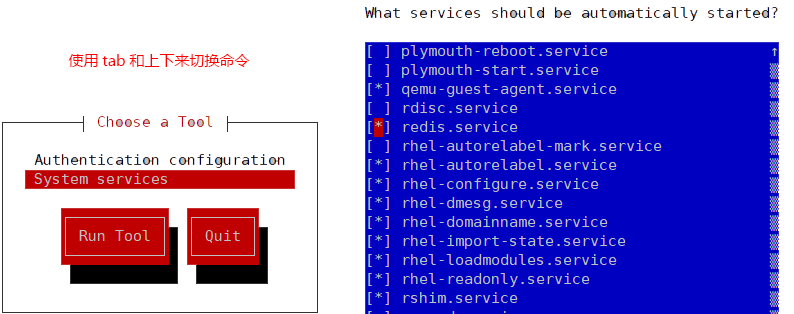 使用 tab 和上下来切换命令
Choose a Tool
Authentication configuration
System services
Run Tool
Quit
What services should be automatically started?
[ ] plymouth-reboot.service ↑
[ ] plymouth-start.service
[*] qemu-guest-agent.service
[ ] rdisc.service
[*] redis.service
[ ] rhel-autorelabel-mark.service
[*] rhel-autorelabel.service
[*] rhel-configure.service
[*] rhel-dmesg.service
[*] rhel-domainname.service
[*] rhel-import-state.service
[*] rhel-loadmodules.service
[*] rhel-readonly.service
[*] rshim.service